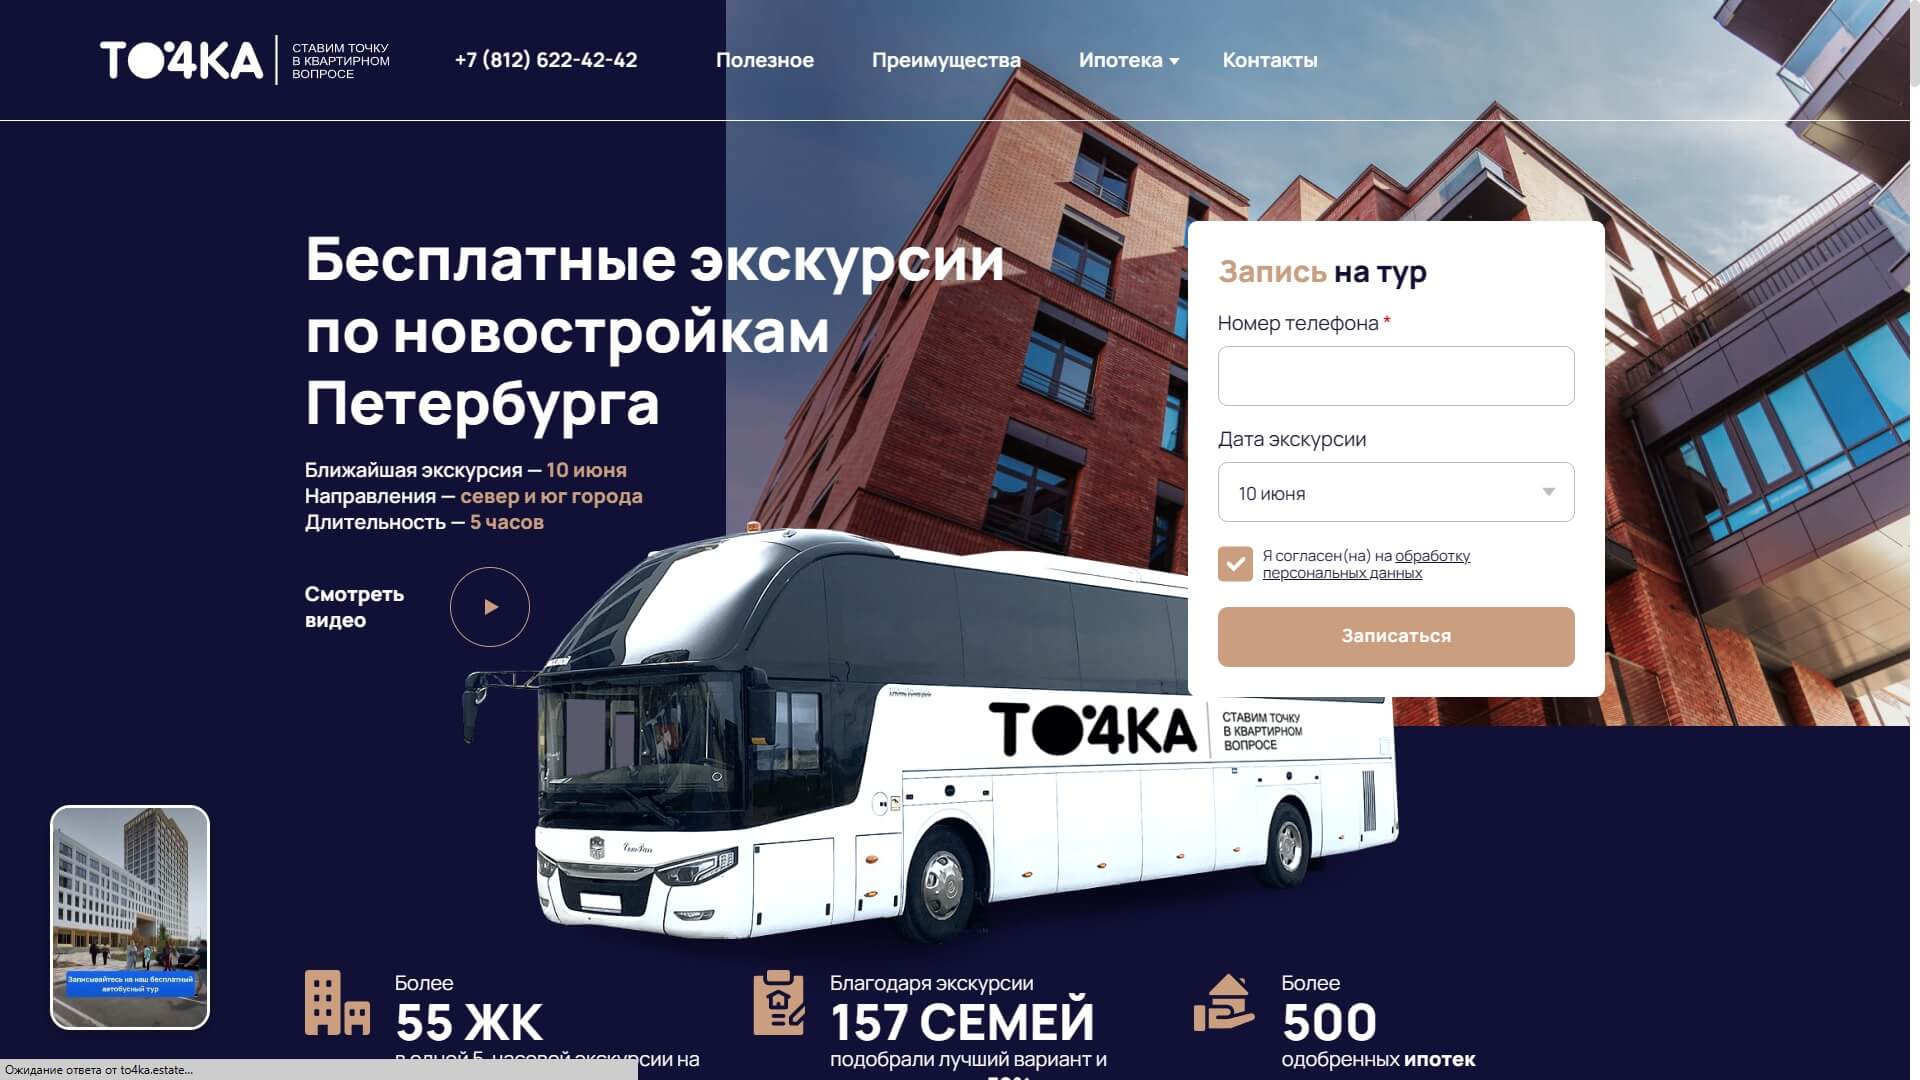 ТО4КА
СТАВИМ ТОЧКУ
В КВАРТИРНОМ
ВОПРОСЕ
+7 (812) 622-42-42
Полезное
Преимущества
Ипотека
Контакты
Бесплатные экскурсии
по новостройкам
Петербурга
Ближайшая экскурсия — 10 июня
Направления — север и юг города
Длительность — 5 часов
Смотреть
видео
Запись на тур
Номер телефона *
Дата экскурсии
10 июня
Я согласен(на) на обработку
персональных данных
Записаться
ТО4КА
СТАВИМ ТОЧКУ
В КВАРТИРНОМ
ВОПРОСЕ
Записывайтесь на наш бесплатный
автобусный тур
Более
55 ЖК
в одной 5-часовой экскурсии на
Благодаря экскурсии
157 СЕМЕЙ
подобрали лучший вариант и
Более
500
одобренных ипотек
Ожидание ответа от to4ka.estate...